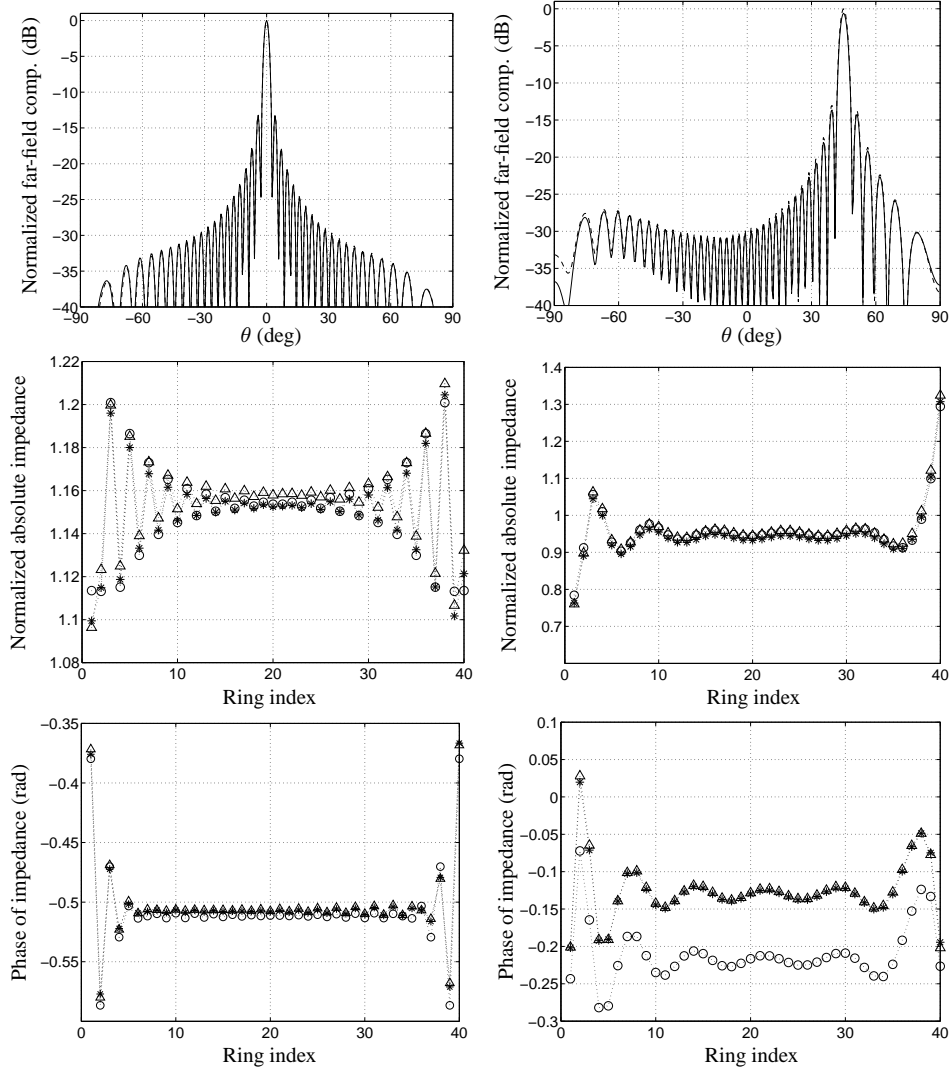 0
−5
−10
−15
−20
−25
−30
−35
−40
−90 −60 −30 0 30 60 90
Normalized far-field comp. (dB)
θ (deg)
0
−5
−10
−15
−20
−25
−30
−35
−40
−90 −60 −30 0 30 60 90
Normalized far-field comp. (dB)
θ (deg)
1.22
1.2
1.18
1.16
1.14
1.12
1.1
1.08
0 10 20 30 40
Normalized absolute impedance
Ring index
1.4
1.3
1.2
1.1
1
0.9
0.8
0.7
0 10 20 30 40
Normalized absolute impedance
Ring index
−0.35
−0.4
−0.45
−0.5
−0.55
0 10 20 30 40
Phase of impedance (rad)
Ring index
0.1
0.05
0
−0.05
−0.1
−0.15
−0.2
−0.25
−0.3
0 10 20 30 40
Phase of impedance (rad)
Ring index